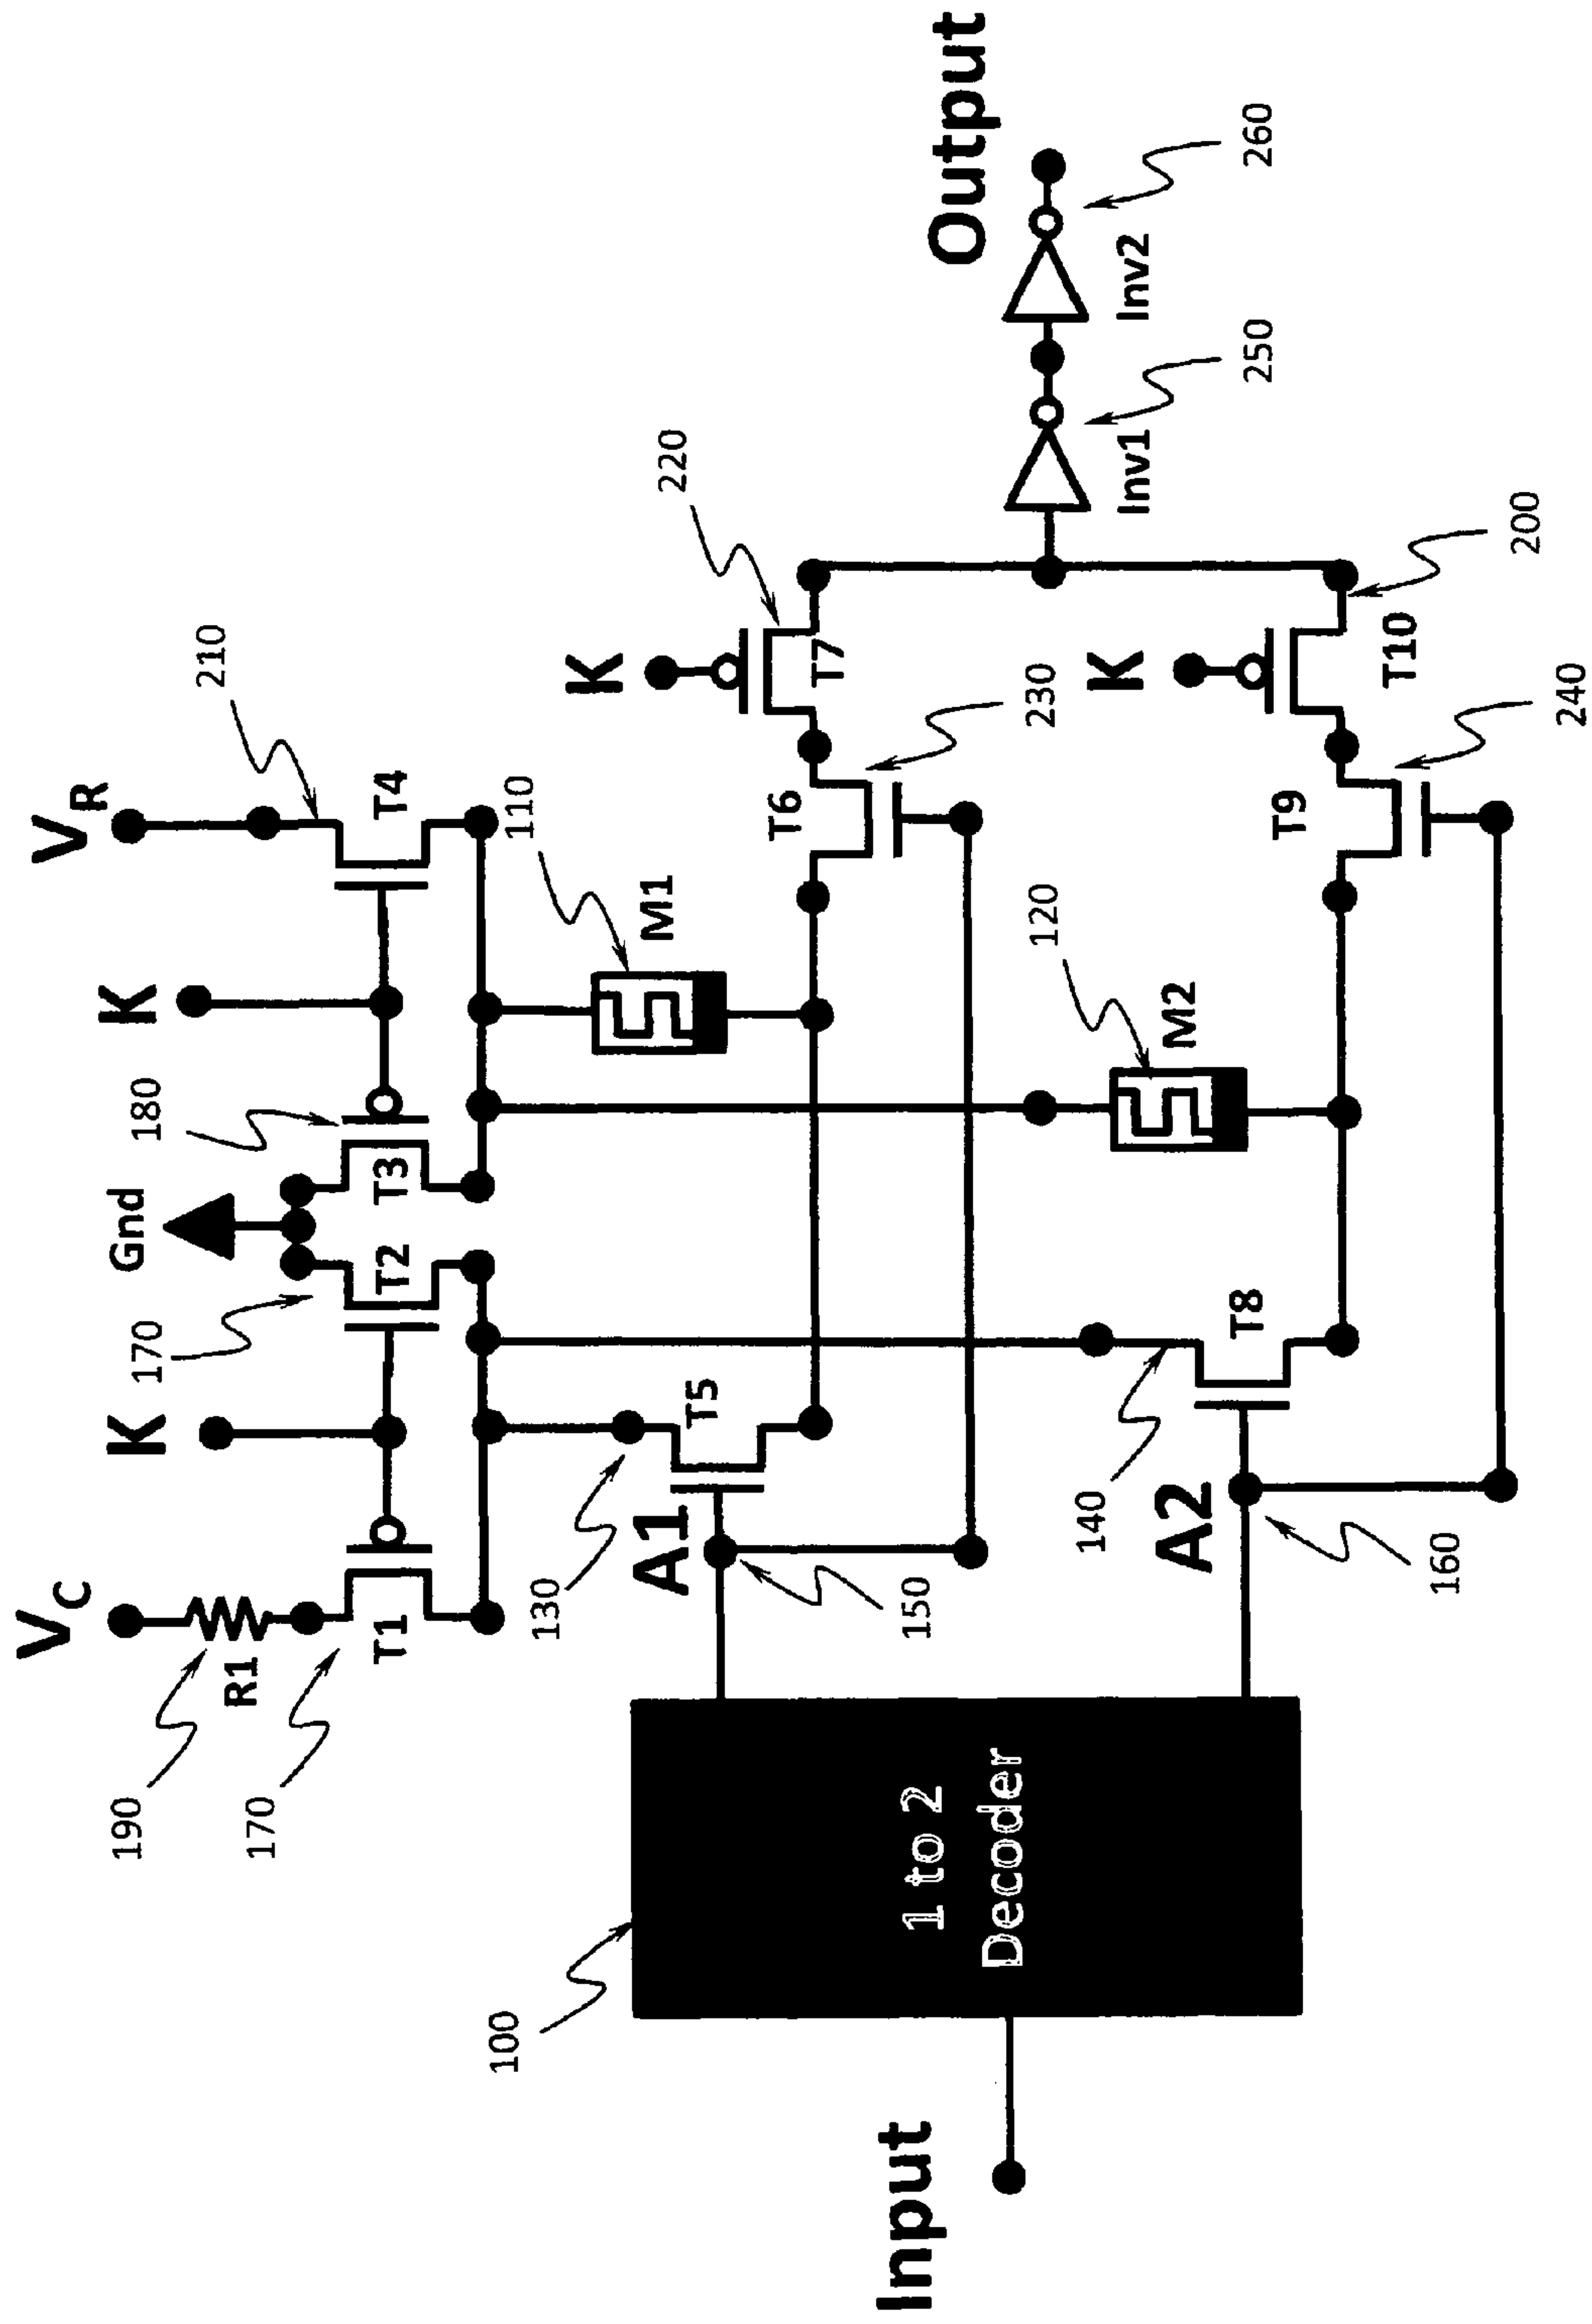 Input
100
1 to 2
Decoder
190
170
R1
VC
T1
K
170
T2
Gnd
180
T3
K
T4
VR
210
130
A1
T5
150
140
A2
T8
160
110
M1
120
M2
T6
230
K
T7
220
T9
240
K
T10
200
Inv1
250
Inv2
260
Output